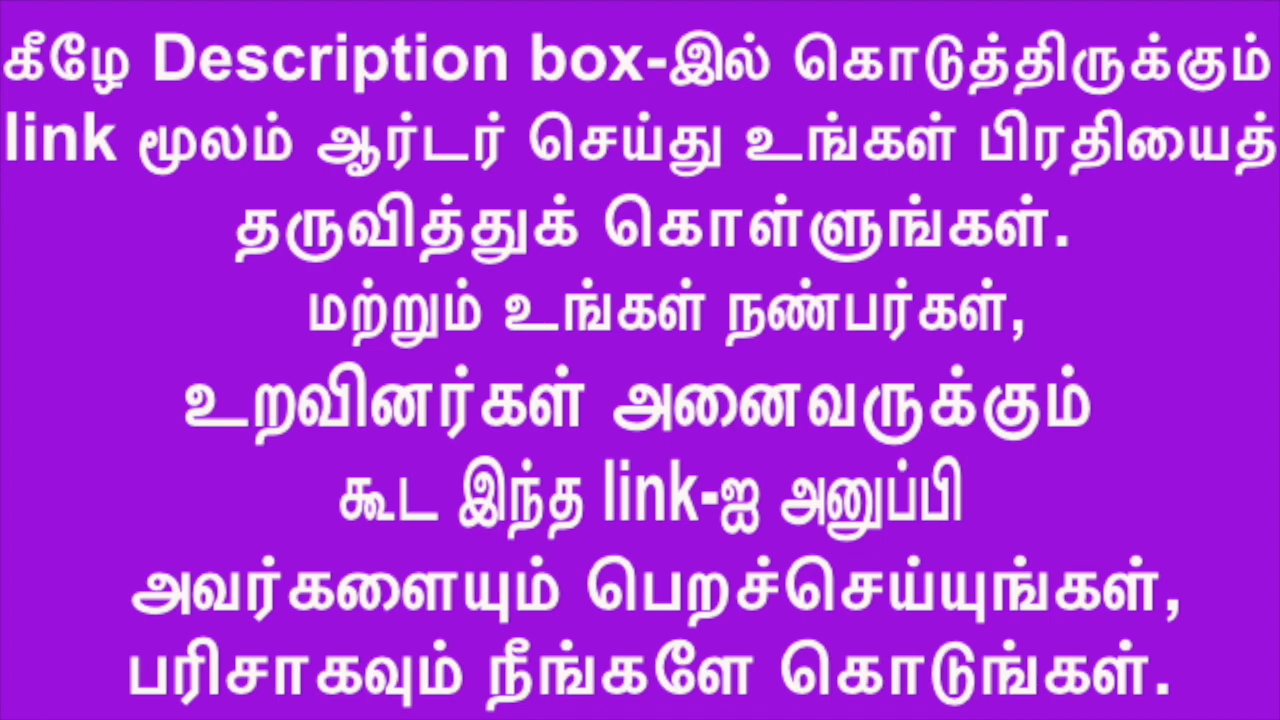 கீழே Description box-இல் கொடுத்திருக்கும்
link மூலம் ஆர்டர் செய்து உங்கள் பிரதியைத்
தருவித்துக் கொள்ளுங்கள்.
மற்றும் உங்கள் நண்பர்கள்,
உறவினர்கள் அனைவருக்கும்
கூட இந்த link-ஐ அனுப்பி
அவர்களையும் பெறச்செய்யுங்கள்,
பரிசாகவும் நீங்களே கொடுங்கள்.